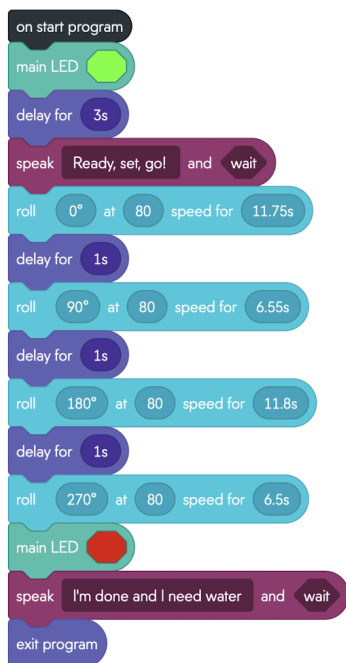 on start program
main LED
delay for 3s
speak Ready, set, go! and wait
roll 0° at 80 speed for 11.75s
delay for 1s
roll 90° at 80 speed for 6.55s
delay for 1s
roll 180° at 80 speed for 11.8s
delay for 1s
roll 270° at 80 speed for 6.5s
main LED
speak I'm done and I need water and wait
exit program